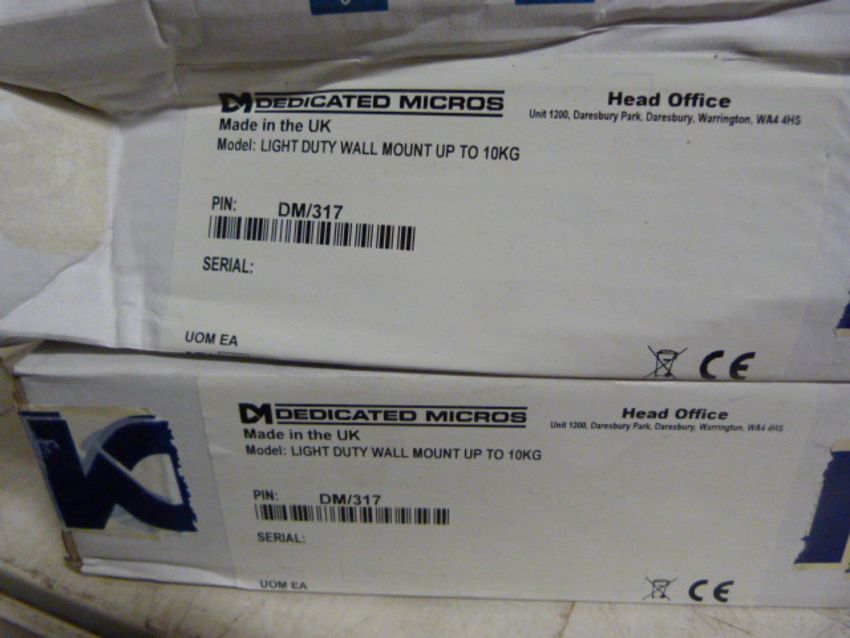 DM DEDICATED MICROS
Head Office
Unit 1200, Daresbury Park, Daresbury, Warrington, WA4 4HS
Made in the UK
Model: LIGHT DUTY WALL MOUNT UP TO 10KG
PIN: DM/317
SERIAL:
UOM EA
CE
DM DEDICATED MICROS
Head Office
Unit 1200, Daresbury Park, Daresbury, Warrington, WA4 4HS
Made in the UK
Model: LIGHT DUTY WALL MOUNT UP TO 10KG
PIN: DM/317
SERIAL:
UOM EA
CE